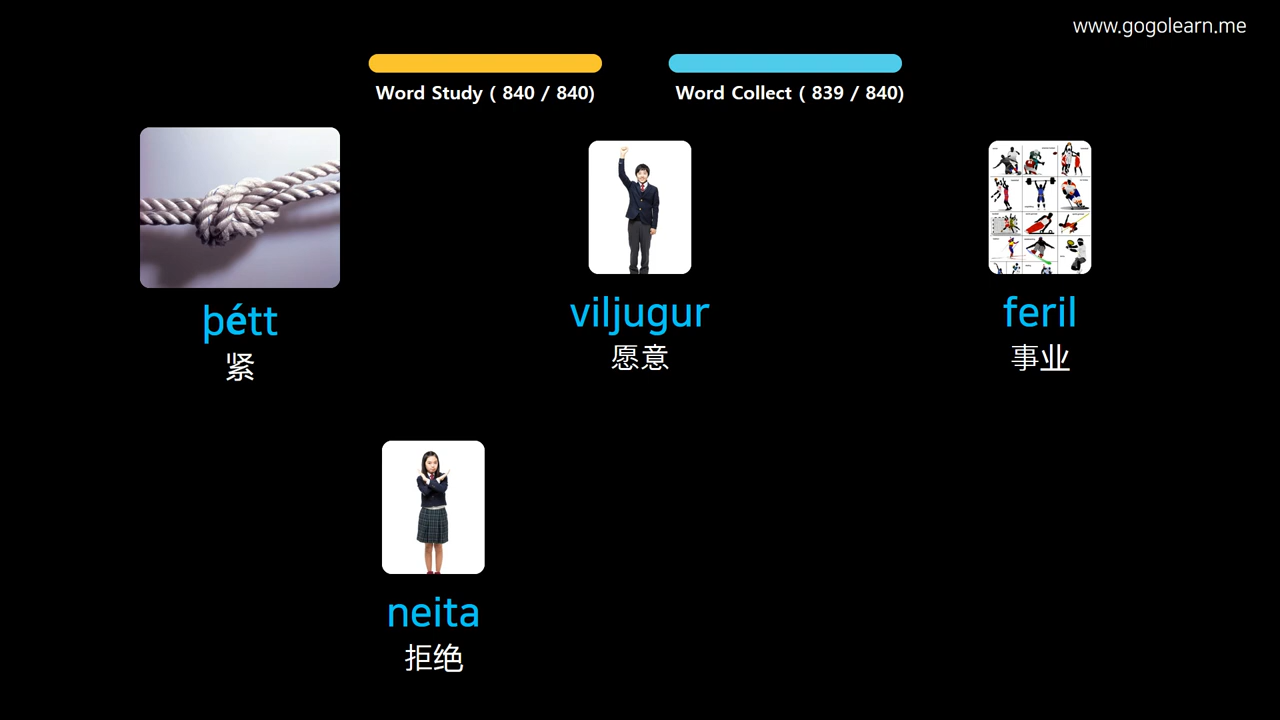 www.gogolearn.me
Word Study ( 840 / 840)
Word Collect ( 839 / 840)
þétt
紧
viljugur
愿意
feril
事业
neita
拒绝